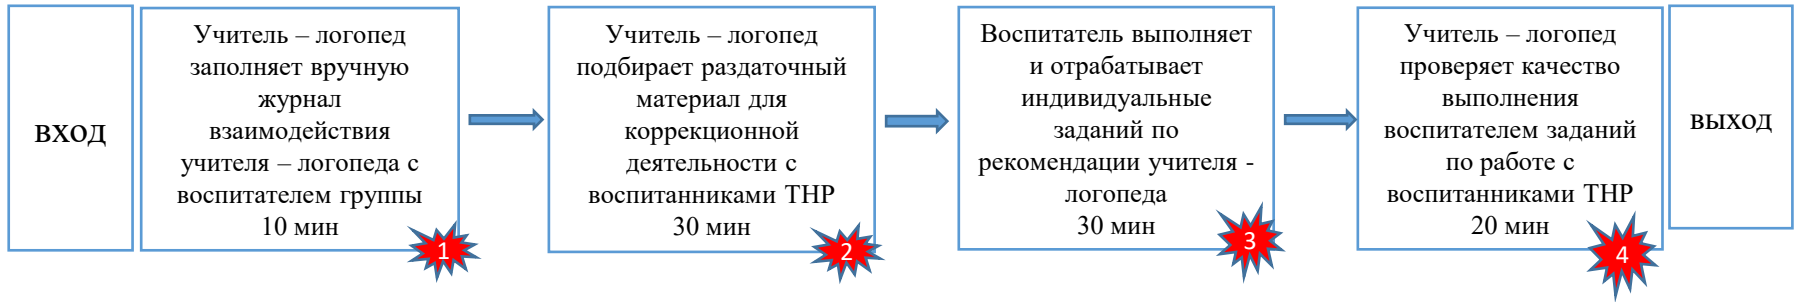 ВХОД
Учитель – логопед
заполняет вручную
журнал
взаимодействия
учителя – логопеда с
воспитателем группы
10 мин
1
Учитель – логопед
подбирает раздаточный
материал для
коррекционной
деятельности с
воспитанниками ТНР
30 мин
2
Воспитатель выполняет
и отрабатывает
индивидуальные
заданий по
рекомендации учителя -
логопеда
30 мин
3
Учитель – логопед
проверяет качество
выполнения
воспитателем заданий
по работе с
воспитанниками ТНР
20 мин
4
ВЫХОД